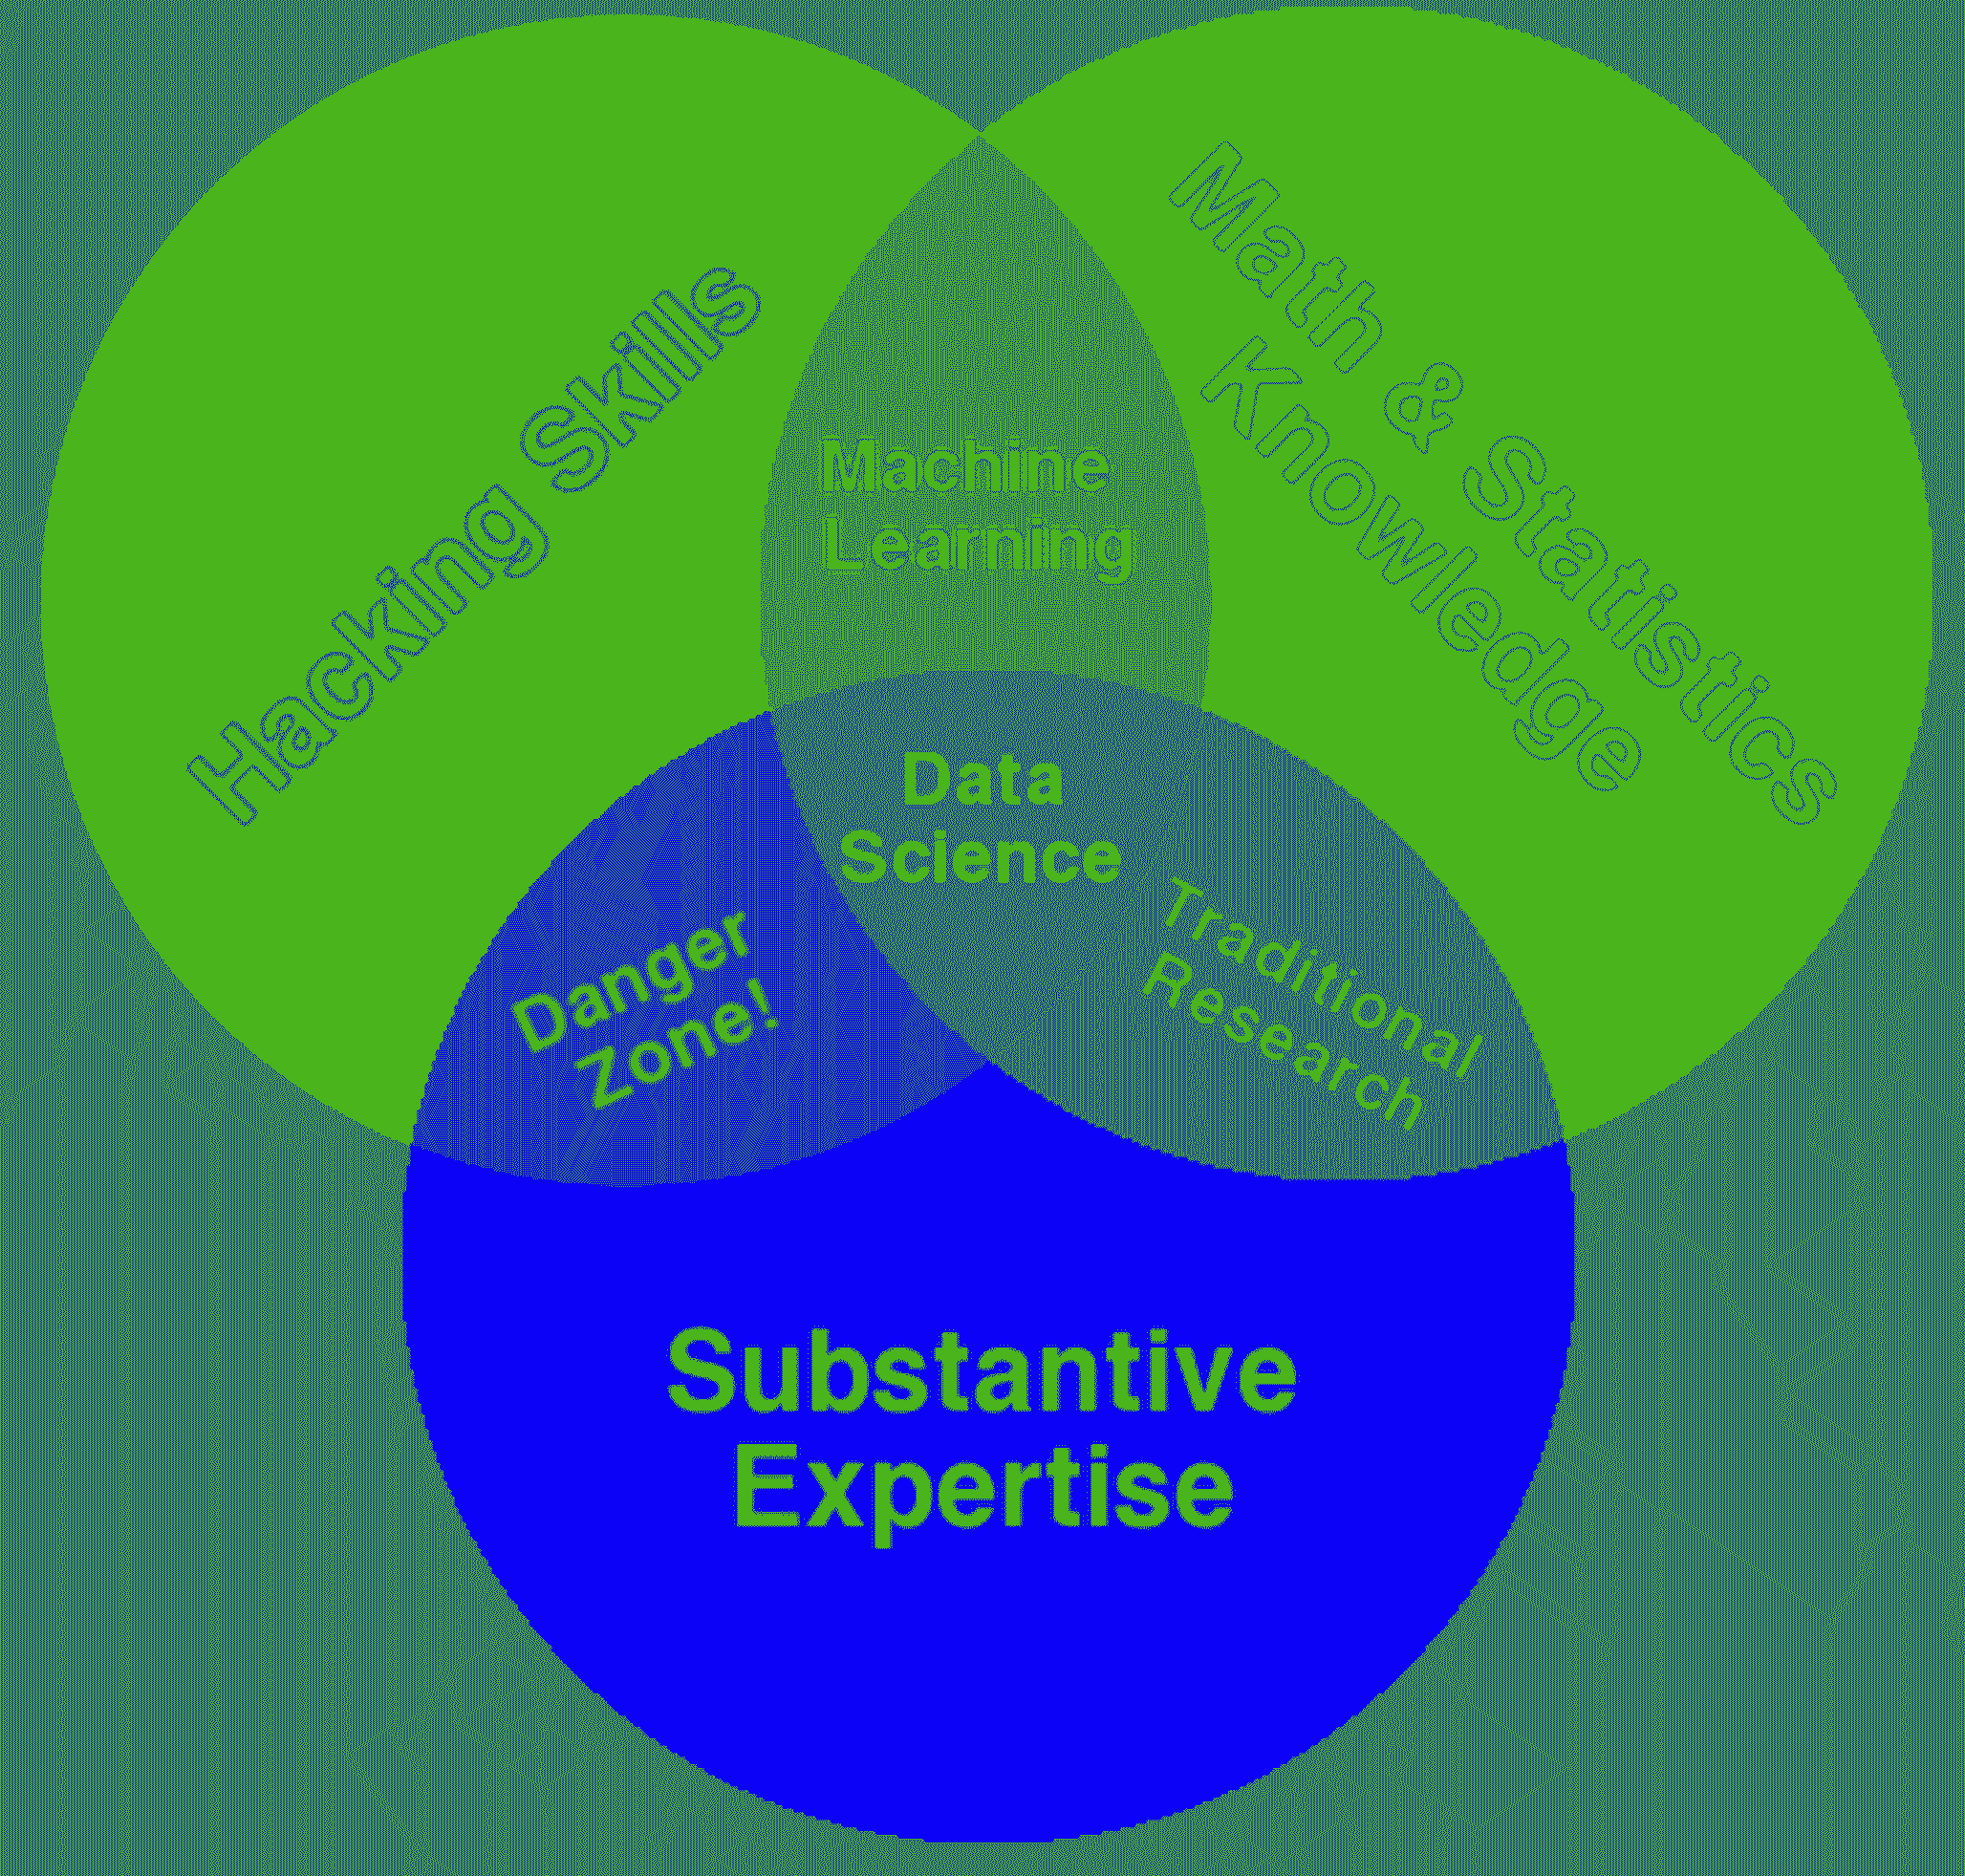 Hacking Skills
Math & Statistics
Knowledge
Machine
Learning
Data
Science
Danger
Zone!
Traditional
Research
Substantive
Expertise